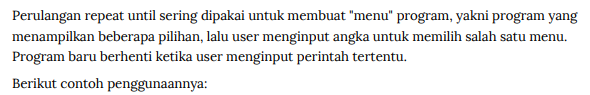 Perulangan repeat until sering dipakai untuk membuat "menu" program, yakni program yang
menampilkan beberapa pilihan, lalu user menginput angka untuk memilih salah satu menu.
Program baru berhenti ketika user menginput perintah tertentu.
Berikut contoh penggunaannya: